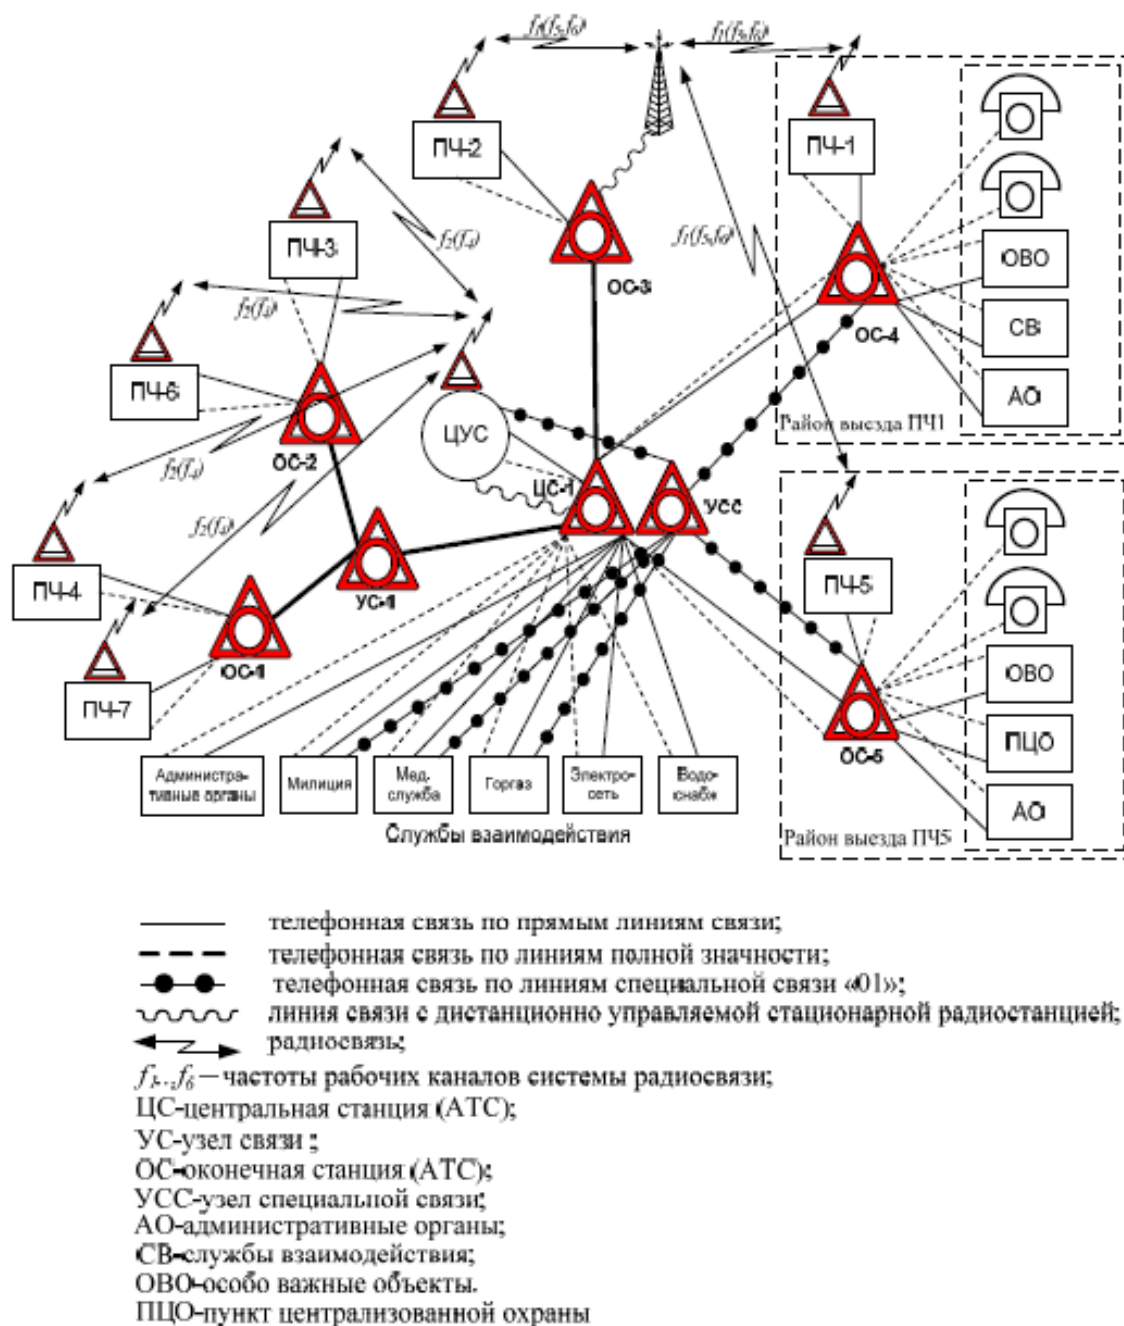 f1(f5,f6)
f1(f5,f6)
ПЧ-2
ПЧ-1
ПЧ-3
f2(f4)
f1(f5,f6)
ОВО
ОС-3
f2(f4)
СВ
ОС-4
ПЧ-6
АО
ЦУС
Район выезда ПЧ1
ОС-2
f2(f4)
ЦС-1
УСС
f2(f4)
ПЧ-4
ПЧ-5
УС-1
ОС-1
ОВО
ПЧ-7
ПЦО
ОС-5
Администра-
тивные органы
Милиция
Мед.
служба
Горгаз
Электро-
сеть
Водо-
снабж
АО
Службы взаимодействия
Район выезда ПЧ5
телефонная связь по прямым линиям связи;
телефонная связь по линиям полной значности;
телефонная связь по линиям специальной связи «01»;
линия связи с дистанционно управляемой стационарной радиостанцией;
радиосвязь;
f1…f6 – частоты рабочих каналов системы радиосвязи;
ЦС-центральная станция (АТС);
УС-узел связи ;
ОС-оконечная станция (АТС);
УСС-узел специальной связи;
АО-административные органы;
СВ-службы взаимодействия;
ОВО-особо важные объекты.
ПЦО-пункт централизованной охраны